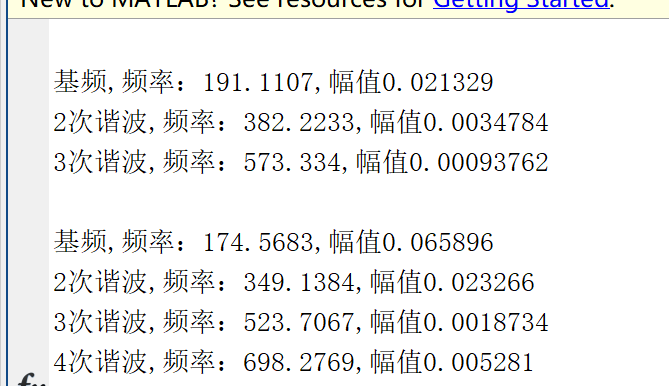 New to MATLAB? See resources for Getting Started.
基频,频率：191.1107,幅值0.021329
2次谐波,频率：382.2233,幅值0.0034784
3次谐波,频率：573.334,幅值0.00093762
基频,频率：174.5683,幅值0.065896
2次谐波,频率：349.1384,幅值0.023266
3次谐波,频率：523.7067,幅值0.0018734
4次谐波,频率：698.2769,幅值0.005281